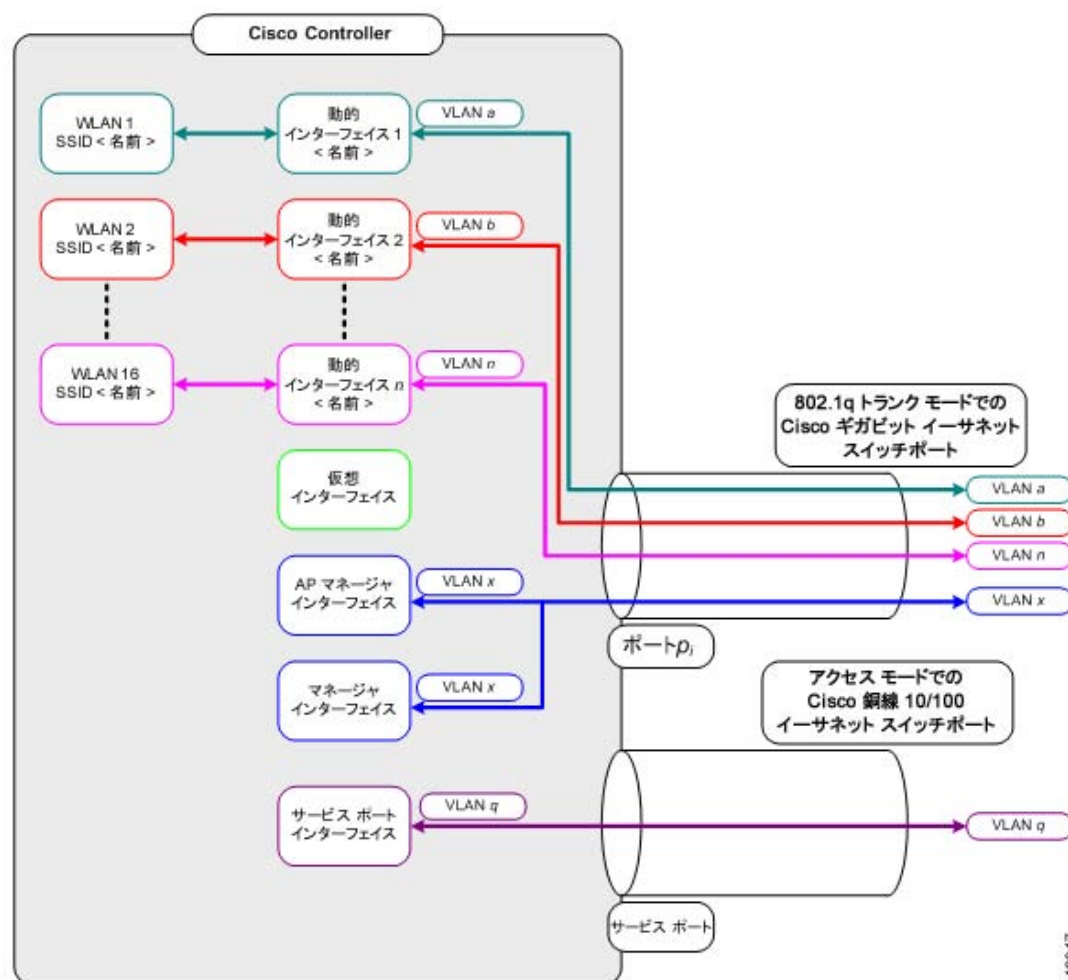 Cisco Controller
WLAN 1
SSID < 名前 >
動的
インターフェイス 1
< 名前 >
VLAN a
WLAN 2
SSID < 名前 >
動的
インターフェイス 2
< 名前 >
VLAN b
WLAN 16
SSID < 名前 >
動的
インターフェイス n
< 名前 >
VLAN n
802.1q トランク モードでの
Cisco ギガビット イーサネット
スイッチポート
仮想
インターフェイス
VLAN a
VLAN b
VLAN n
AP マネージャ
インターフェイス
VLAN x
VLAN x
ポートpi
マネージャ
インターフェイス
VLAN x
アクセス モードでの
Cisco 銅線 10/100
イーサネット スイッチポート
サービス ポート
インターフェイス
VLAN q
VLAN q
サービス ポート